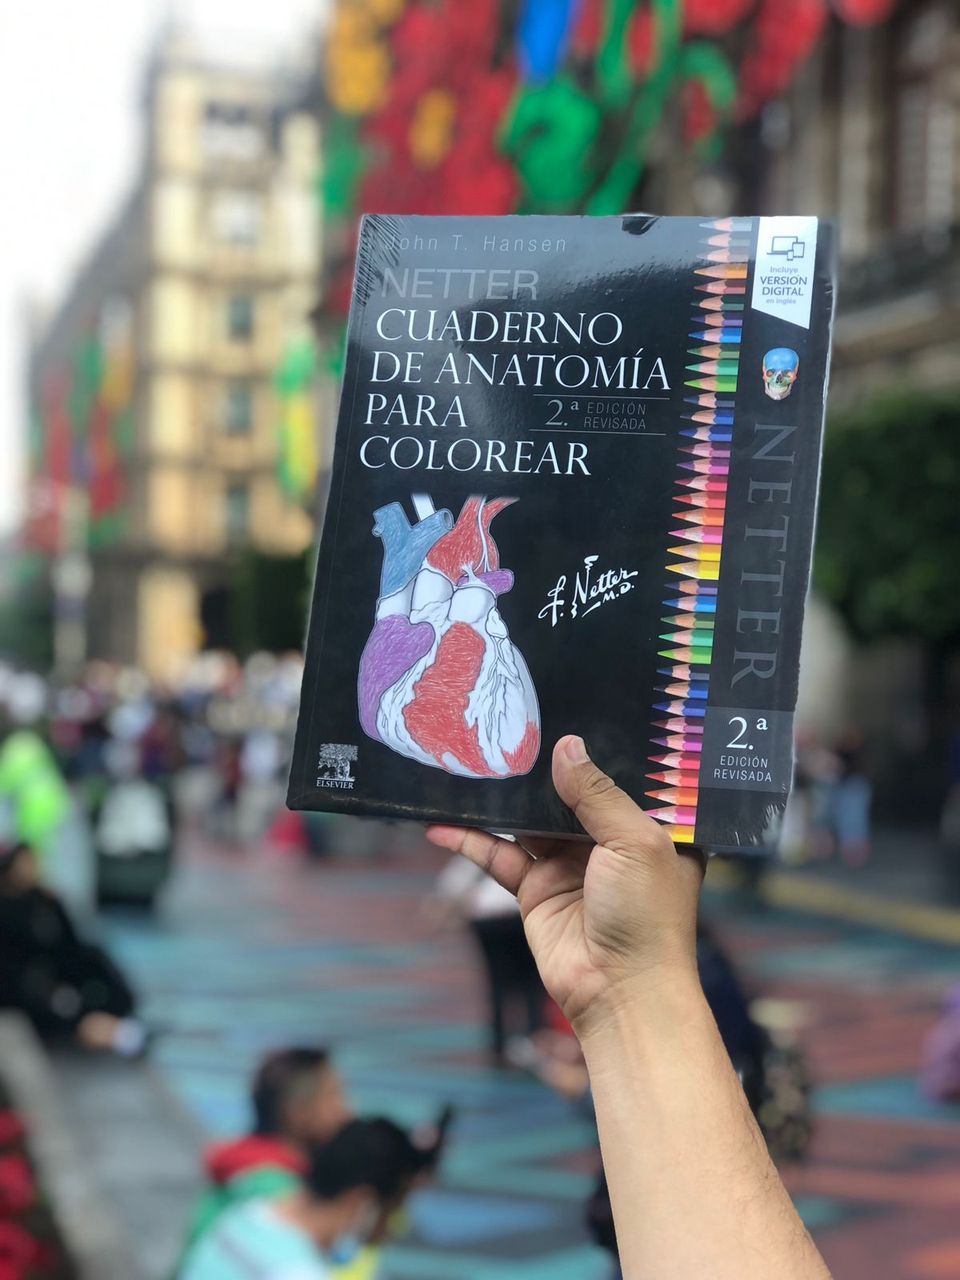 John T. Hansen
NETTER
CUADERNO
DE ANATOMÍA
PARA
COLOREAR
2.ª EDICIÓN
REVISADA
F. Netter
M.D.
ELSEVIER
Incluye
VERSIÓN
DIGITAL
en inglés
NETTER
2.ª
EDICIÓN
REVISADA